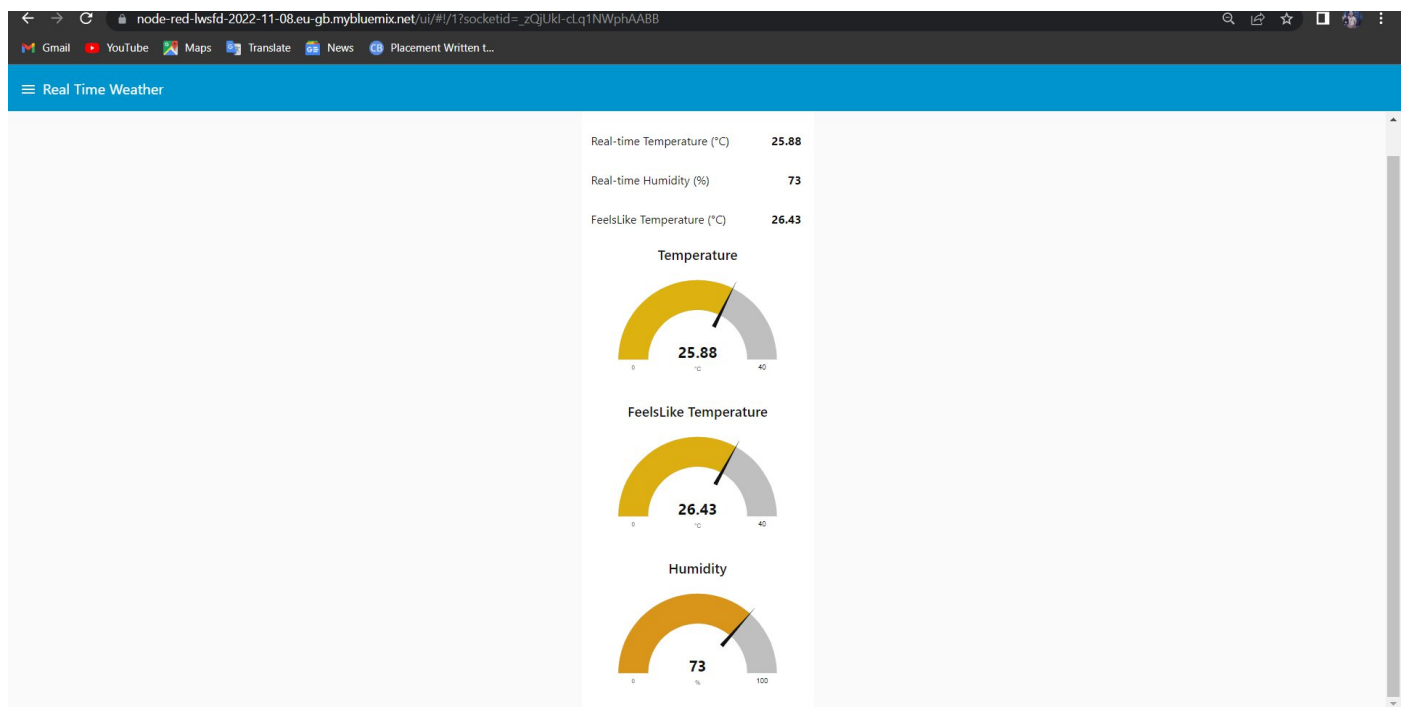 node-red-lwsfd-2022-11-08.eu-gb.mybluemix.net/ui/#!/1?socketid=_zQjUkI-cLq1NWphAABB
Gmail YouTube Maps Translate News CB Placement Written t...
Real Time Weather
Real-time Temperature (°C) 25.88
Real-time Humidity (%) 73
FeelsLike Temperature (°C) 26.43
Temperature
25.88
0 °C 40
FeelsLike Temperature
26.43
0 °C 40
Humidity
73
0 % 100